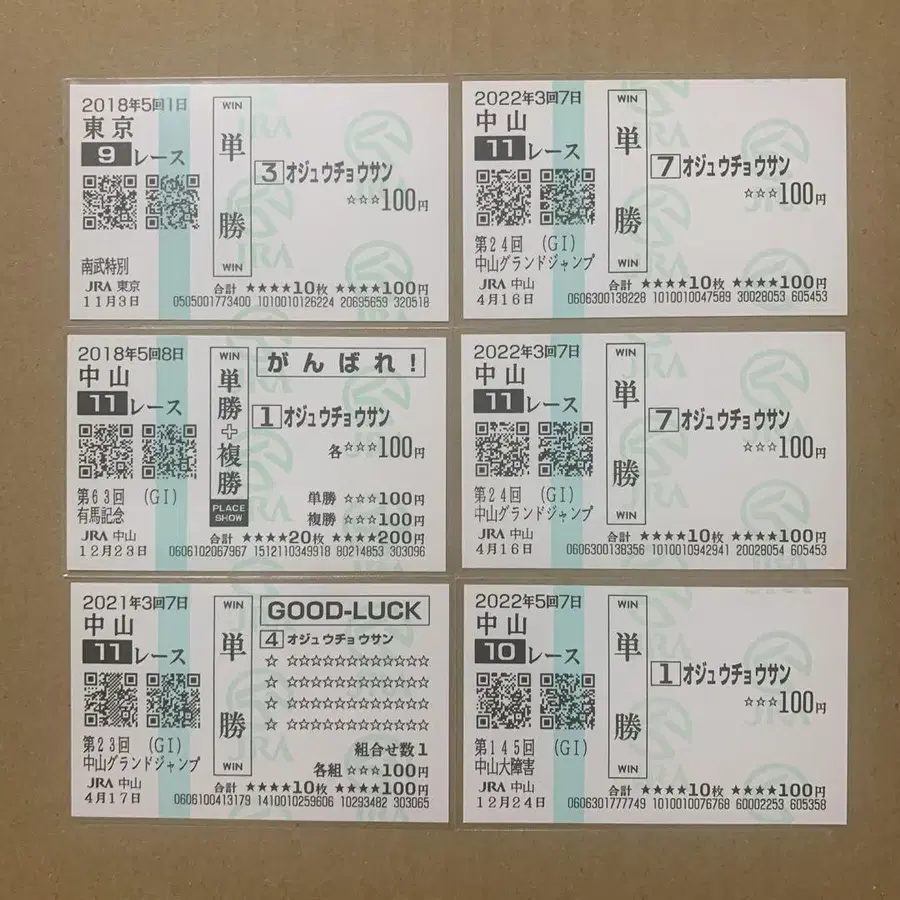 2018年5回1日
東京
9レース
WIN
単勝
WIN
3 オジュウチョウサン
☆☆☆100円
南武特別
JRA 東京
11月3日
合計 ★★★★10枚 ★★★★100円
0505001773400 1010010126224 20695659 320518
2022年3回7日
中山
11レース
WIN
単勝
WIN
7 オジュウチョウサン
☆☆☆100円
第24回 (GI)
中山グランドジャンプ
JRA 中山
4月16日
合計 ★★★★10枚 ★★★★100円
0606300138228 1010010047589 30028053 605453
2018年5回8日
中山
11レース
WIN
単勝+複勝
PLACE
SHOW
がんばれ!
1 オジュウチョウサン
各☆☆☆100円
単勝 ☆☆☆100円
複勝 ☆☆☆100円
第63回 (GI)
有馬記念
JRA 中山
12月23日
合計 ★★★★20枚 ★★★★200円
0606102067967 1512110349918 80214853 303096
2022年3回7日
中山
11レース
WIN
単勝
WIN
7 オジュウチョウサン
☆☆☆100円
第24回 (GI)
中山グランドジャンプ
JRA 中山
4月16日
合計 ★★★★10枚 ★★★★100円
0606300138356 1010010942941 20028054 605453
2021年3回7日
中山
11レース
WIN
単勝
WIN
GOOD-LUCK
4 オジュウチョウサン
☆ ☆☆☆☆☆☆☆☆☆☆☆☆
☆ ☆☆☆☆☆☆☆☆☆☆☆☆
☆ ☆☆☆☆☆☆☆☆☆☆☆☆
☆ ☆☆☆☆☆☆☆☆☆☆☆☆
組合せ数1
各組 ☆☆☆100円
第23回 (GI)
中山グランドジャンプ
JRA 中山
4月17日
合計 ★★★★10枚 ★★★★100円
0606100413179 1410010259606 10293482 303065
2022年5回7日
中山
10レース
WIN
単勝
WIN
1 オジュウチョウサン
☆☆☆100円
第145回 (GI)
中山大障害
JRA 中山
12月24日
合計 ★★★★10枚 ★★★★100円
0606301777749 1010010076768 60002253 605358